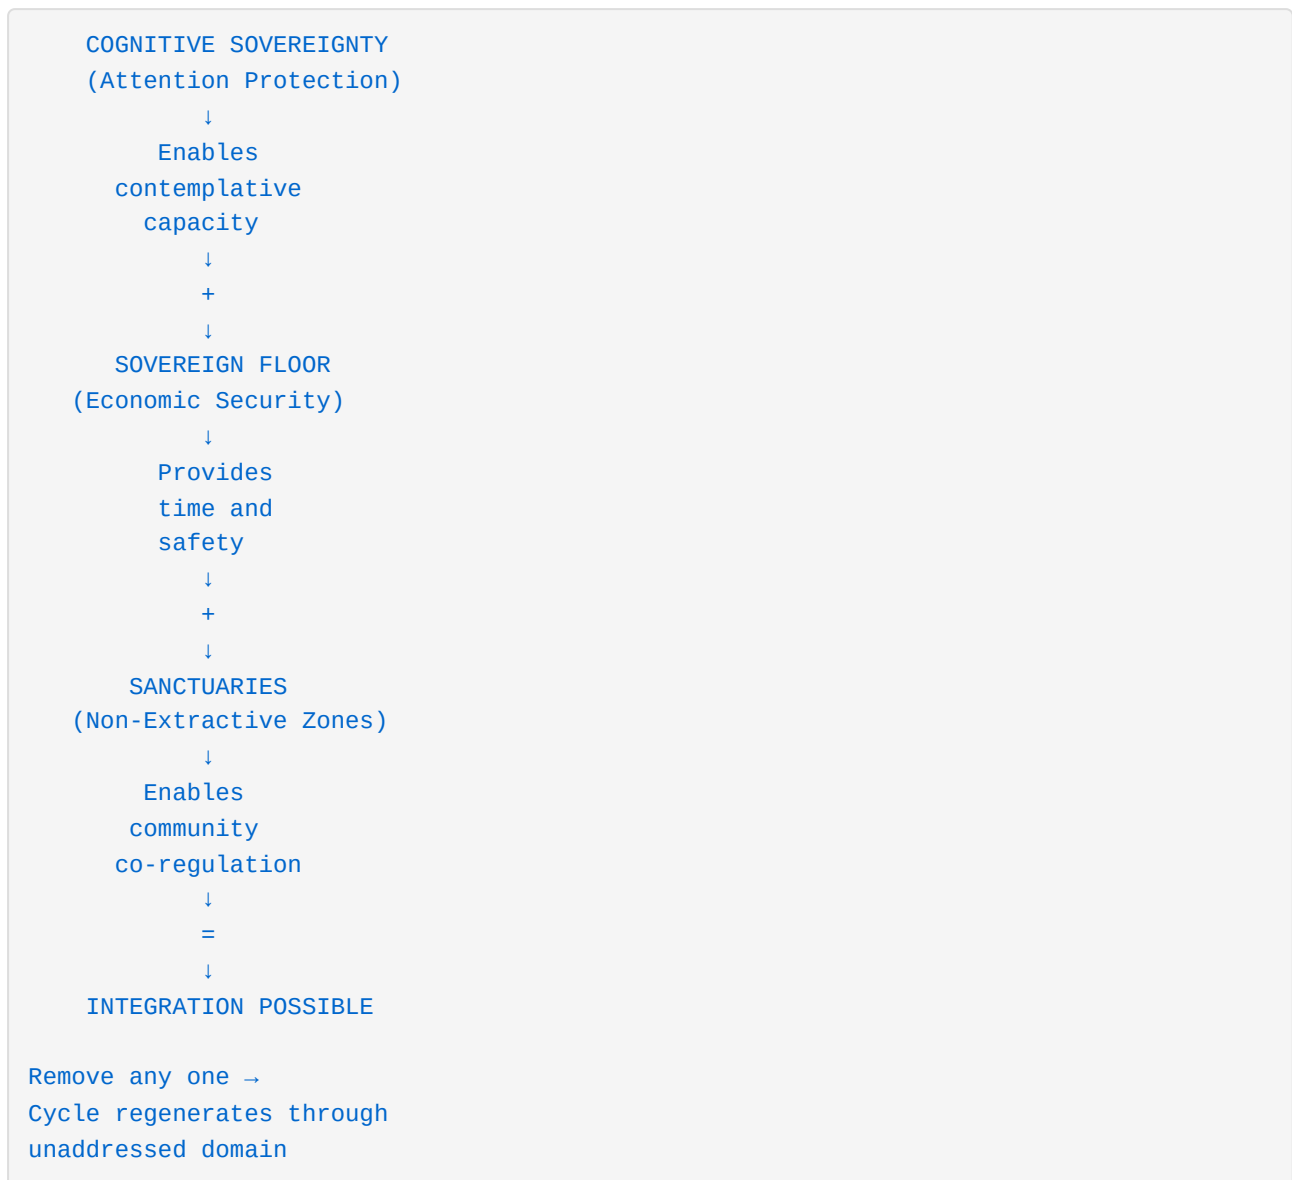 COGNITIVE SOVEREIGNTY
(Attention Protection)
↓
Enables
contemplative
capacity
↓
+
↓
SOVEREIGN FLOOR
(Economic Security)
↓
Provides
time and
safety
↓
+
↓
SANCTUARIES
(Non-Extractive Zones)
↓
Enables
community
co-regulation
↓
=
↓
INTEGRATION POSSIBLE
Remove any one →
Cycle regenerates through
unaddressed domain